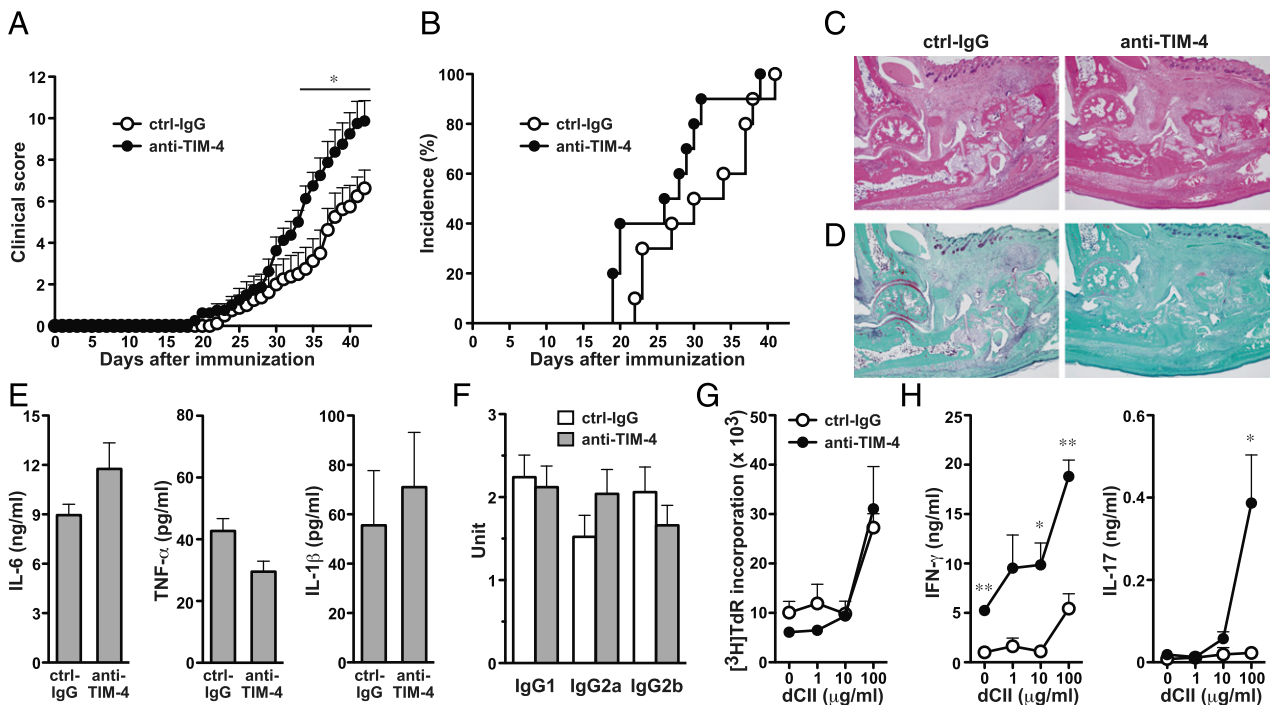 A
Clinical score
12
10
8
6
4
2
0
*
ctrl-IgG
anti-TIM-4
0 5 10 15 20 25 30 35 40
Days after immunization
B
Incidence (%)
100
80
60
40
20
0
ctrl-IgG
anti-TIM-4
0 5 10 15 20 25 30 35 40
Days after immunization
C
ctrl-IgG anti-TIM-4
D
E
IL-6 (ng/ml)
15
12
9
6
3
0
ctrl-
IgG
anti-
TIM-4
TNF-α (pg/ml)
80
60
40
20
0
ctrl-
IgG
anti-
TIM-4
IL-1β (pg/ml)
100
80
60
40
20
0
ctrl-
IgG
anti-
TIM-4
F
Unit
3
2
1
0
ctrl-IgG
anti-TIM-4
IgG1 IgG2a IgG2b
G
[³H]TdR incorporation (x 10³)
50
40
30
20
10
0
ctrl-IgG
anti-TIM-4
0 1 10 100
dCII (μg/ml)
H
IFN-γ (ng/ml)
25
20
15
10
5
0
**
*
**
0 1 10 100
dCII (μg/ml)
IL-17 (ng/ml)
0.6
0.4
0.2
0
*
0 1 10 100
dCII (μg/ml)